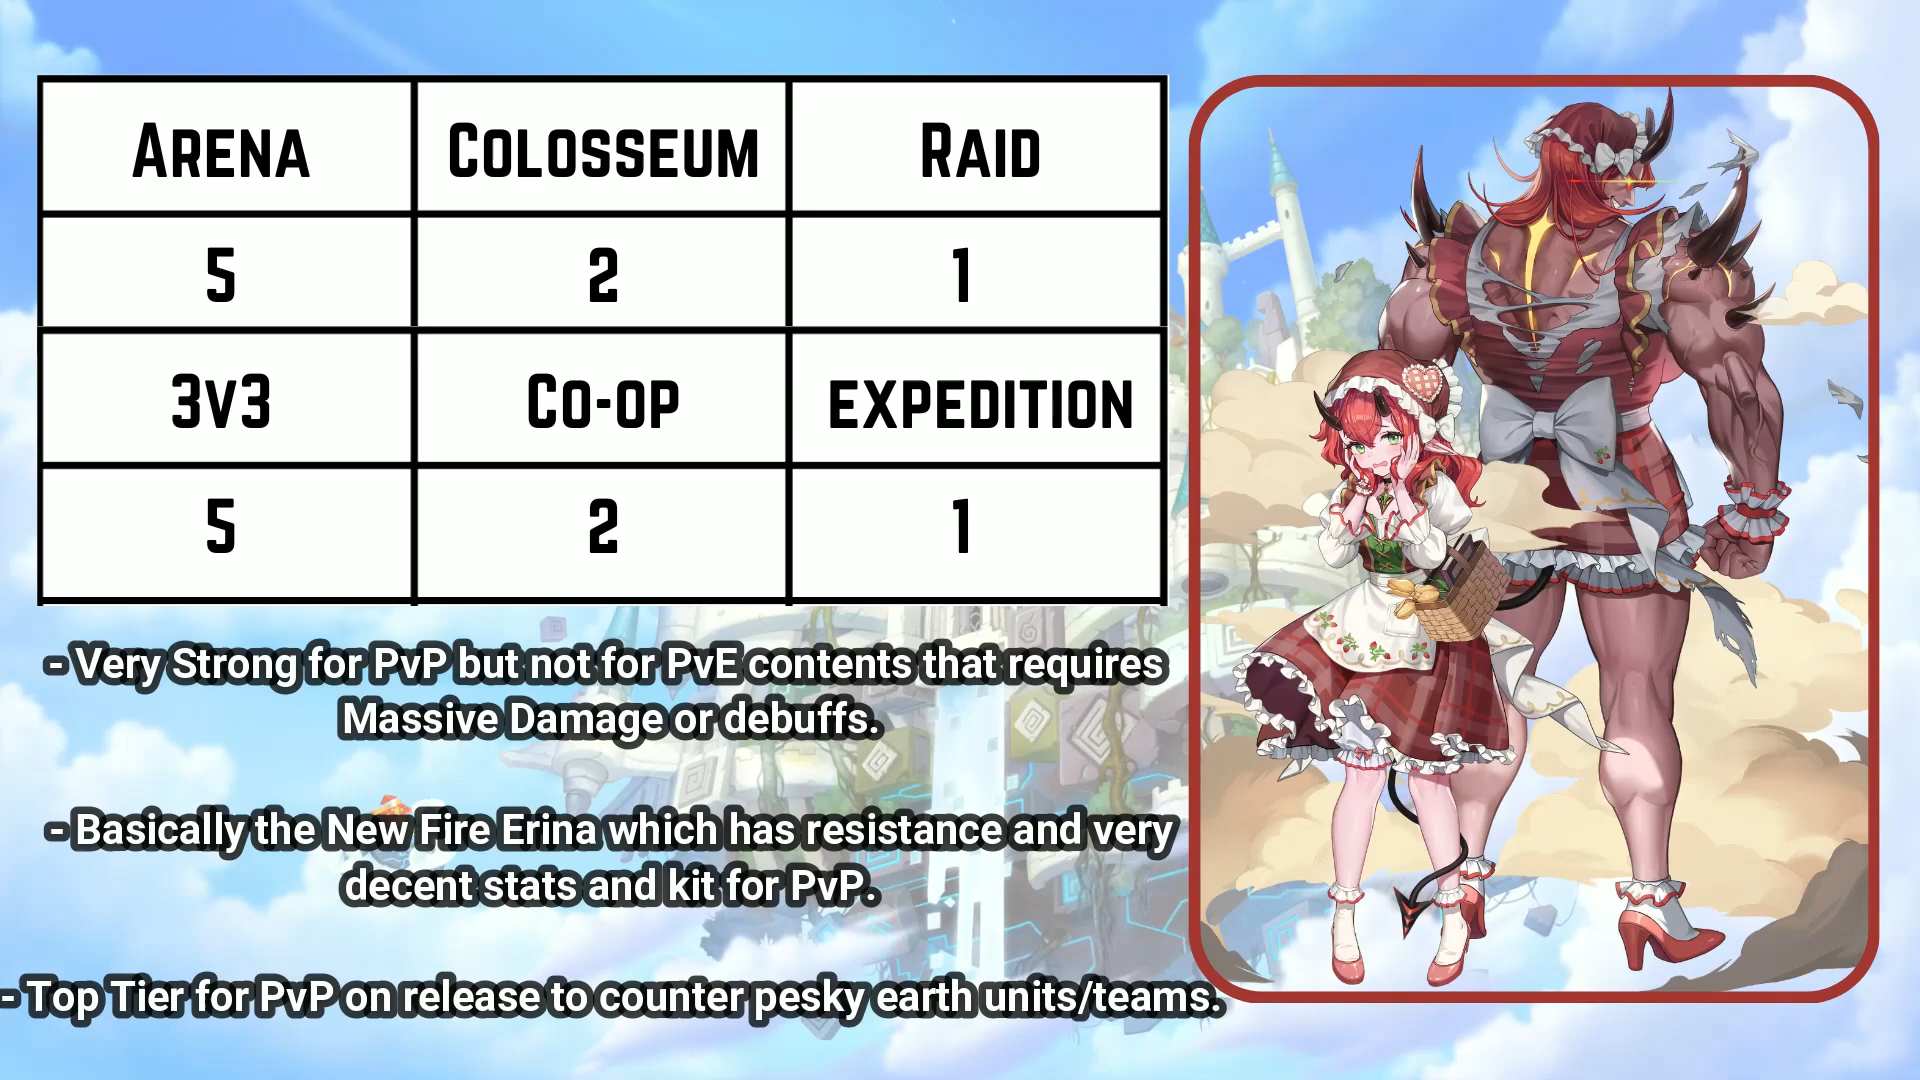 Arena Colosseum Raid
5 2 1
3v3 Co-op Expedition
5 2 1
- Very Strong for PvP but not for PvE contents that requires
Massive Damage or debuffs.
- Basically the New Fire Erina which has resistance and very
decent stats and kit for PvP.
- Top Tier for PvP on release to counter pesky earth units/teams.